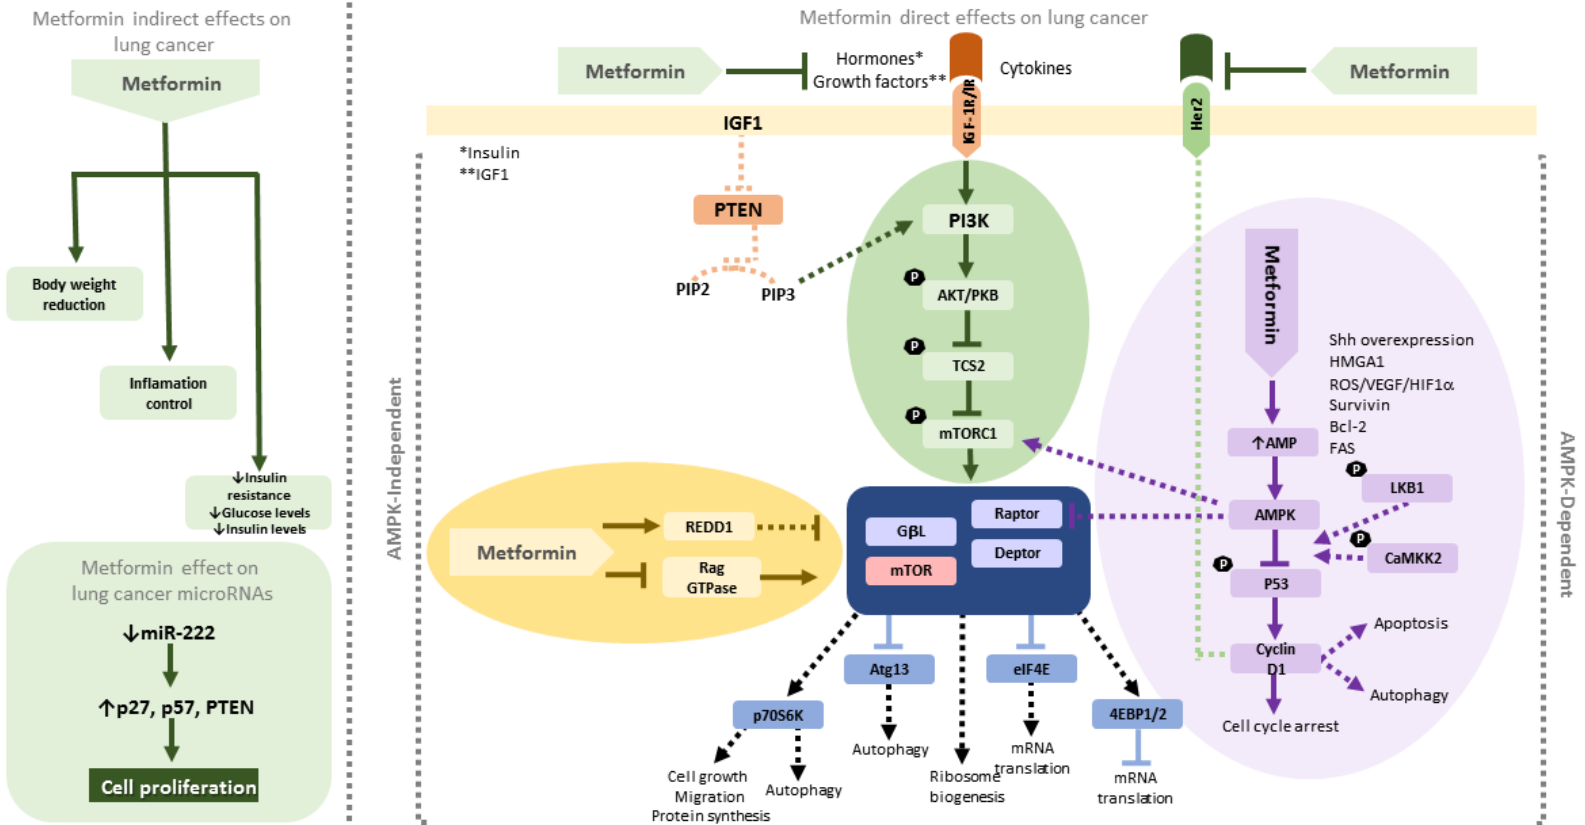 Metformin indirect effects on
lung cancer
Metformin
Body weight
reduction
Inflamation
control
↓Insulin
resistance
↓Glucose levels
↓Insulin levels
Metformin effect on
lung cancer microRNAs
↓miR-222
↑p27, p57, PTEN
Cell proliferation
Metformin direct effects on lung cancer
Metformin
Hormones*
Growth factors**
IGF-1R/IR
Cytokines
Her2
Metformin
IGF1
*Insulin
**IGF1
PTEN
PIP2
PIP3
PI3K
P
AKT/PKB
P
TCS2
P
mTORC1
AMPK-Independent
Metformin
REDD1
Rag
GTPase
GβL
mTOR
Raptor
Deptor
p70S6K
Atg13
eIF4E
4EBP1/2
Cell growth
Migration
Protein synthesis
Autophagy
Autophagy
Ribosome
biogenesis
mRNA
translation
mRNA
translation
Metformin
Shh overexpression
HMGA1
ROS/VEGF/HIF1α
Survivin
Bcl-2
FAS
↑AMP
P
LKB1
AMPK
P
CaMKK2
P
P53
Cyclin
D1
Apoptosis
Autophagy
Cell cycle arrest
AMPK-Dependent